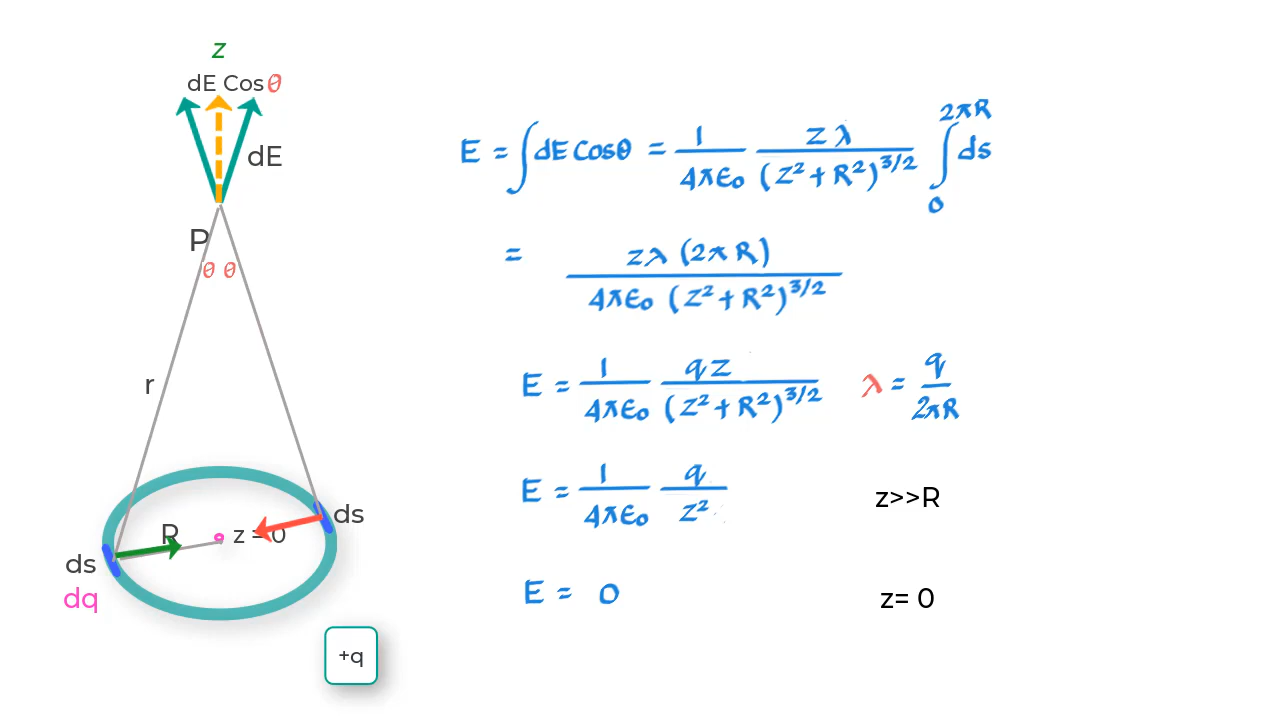 z
dE Cosθ
dE
P
θ θ
r
R
z = 0
ds
ds
dq
+q
E = ∫dE Cosθ = 1/4πε₀ zλ/(z² + R²)^3/2 ∫₀^2πR ds
= zλ (2πR)/4πε₀ (z² + R²)^3/2
E = 1/4πε₀ qz/(z² + R²)^3/2 λ = q/2πR
E = 1/4πε₀ q/z² z>>R
E = 0 z= 0